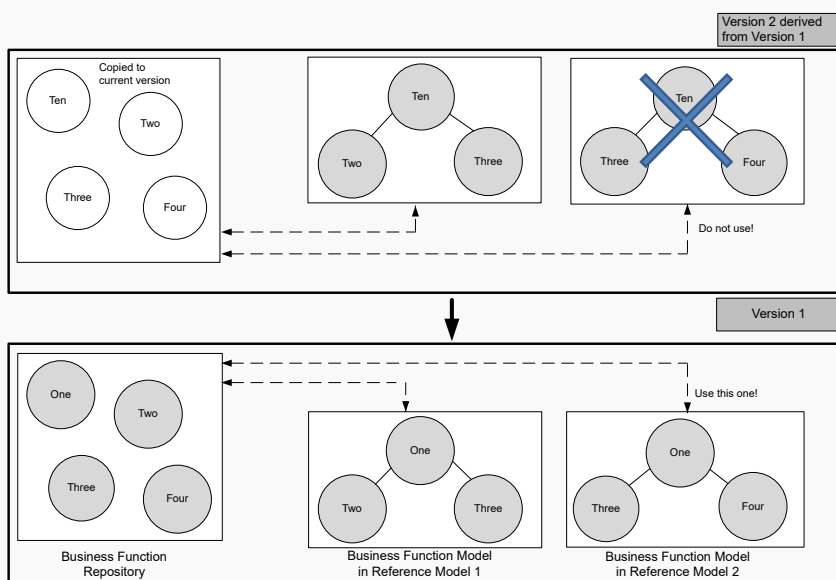 Version 2 derived
from Version 1
Copied to
current version
Ten
Two
Three
Four
Ten
Two
Three
Ten
Three
Four
Do not use!
Version 1
One
Two
Three
Four
Use this one!
One
Two
Three
One
Three
Four
Business Function
Repository
Business Function Model
in Reference Model 1
Business Function Model
in Reference Model 2